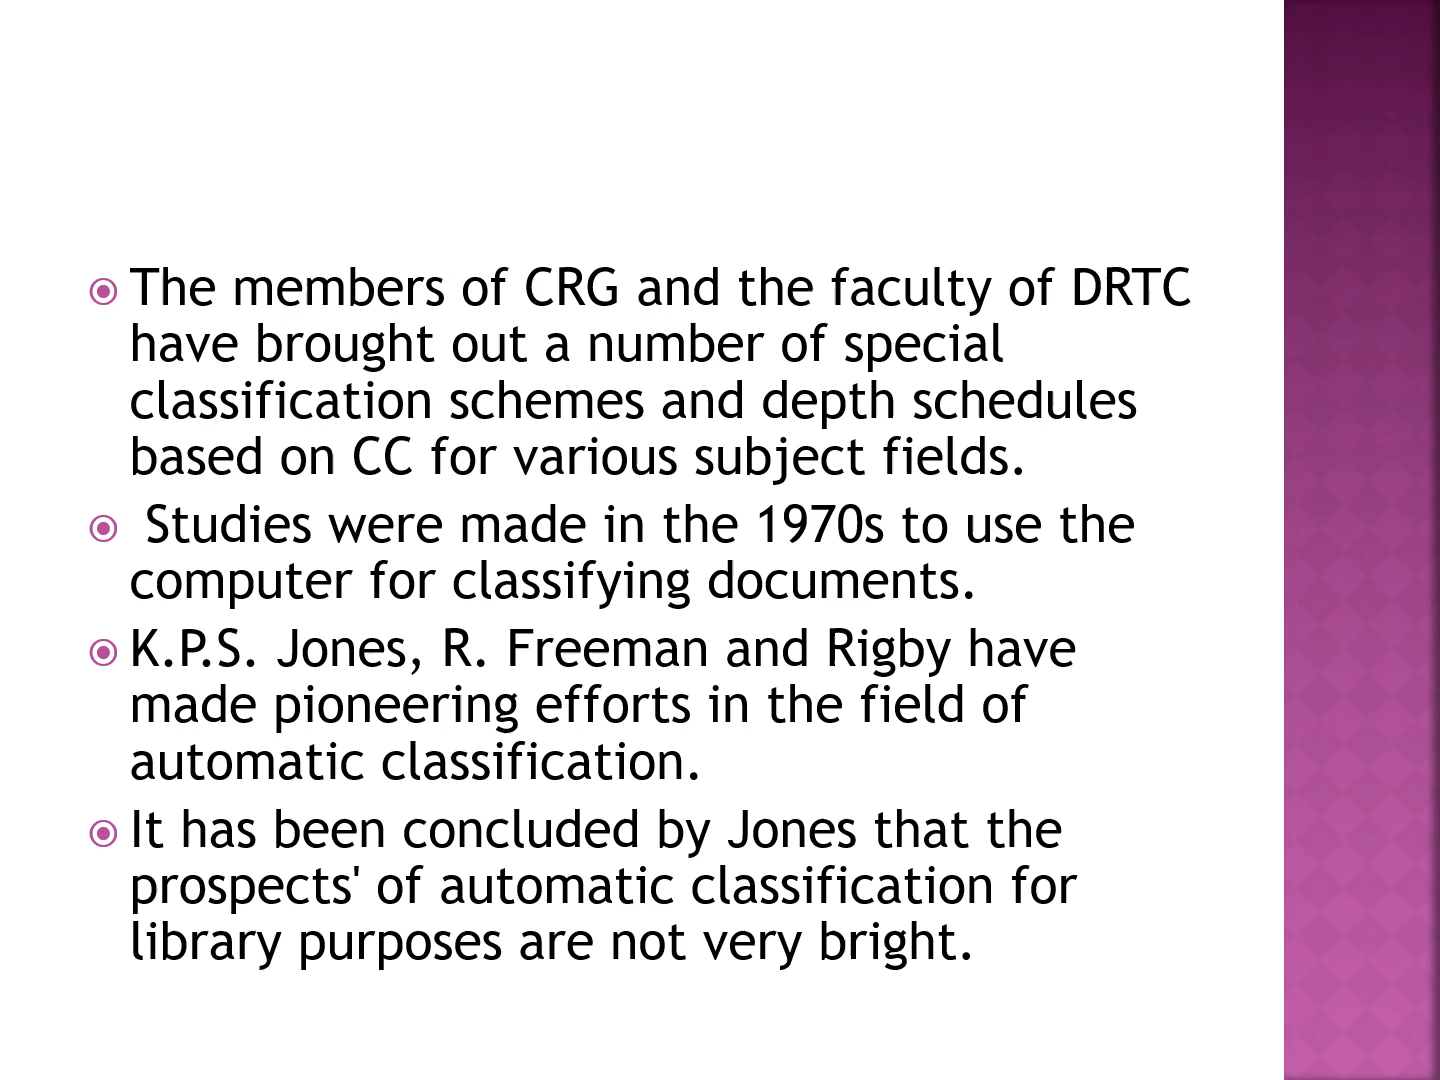 The members of CRG and the faculty of DRTC
have brought out a number of special
classification schemes and depth schedules
based on CC for various subject fields.
Studies were made in the 1970s to use the
computer for classifying documents.
K.P.S. Jones, R. Freeman and Rigby have
made pioneering efforts in the field of
automatic classification.
It has been concluded by Jones that the
prospects' of automatic classification for
library purposes are not very bright.